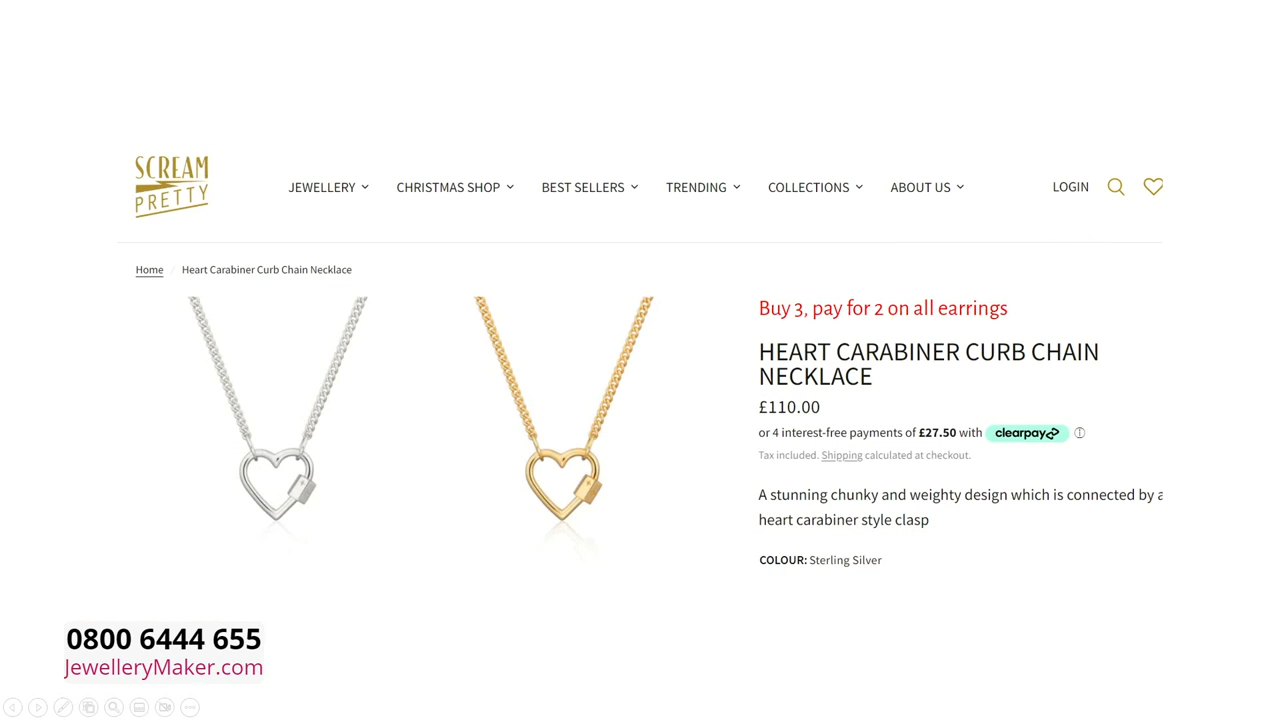 SCREAM
PRETTY
JEWELLERY
CHRISTMAS SHOP
BEST SELLERS
TRENDING
COLLECTIONS
ABOUT US
LOGIN
Home / Heart Carabiner Curb Chain Necklace
Buy 3, pay for 2 on all earrings
HEART CARABINER CURB CHAIN
NECKLACE
£110.00
or 4 interest-free payments of £27.50 with clearpay
Tax included. Shipping calculated at checkout.
A stunning chunky and weighty design which is connected by a
heart carabiner style clasp
COLOUR: Sterling Silver
0800 6444 655
JewelleryMaker.com